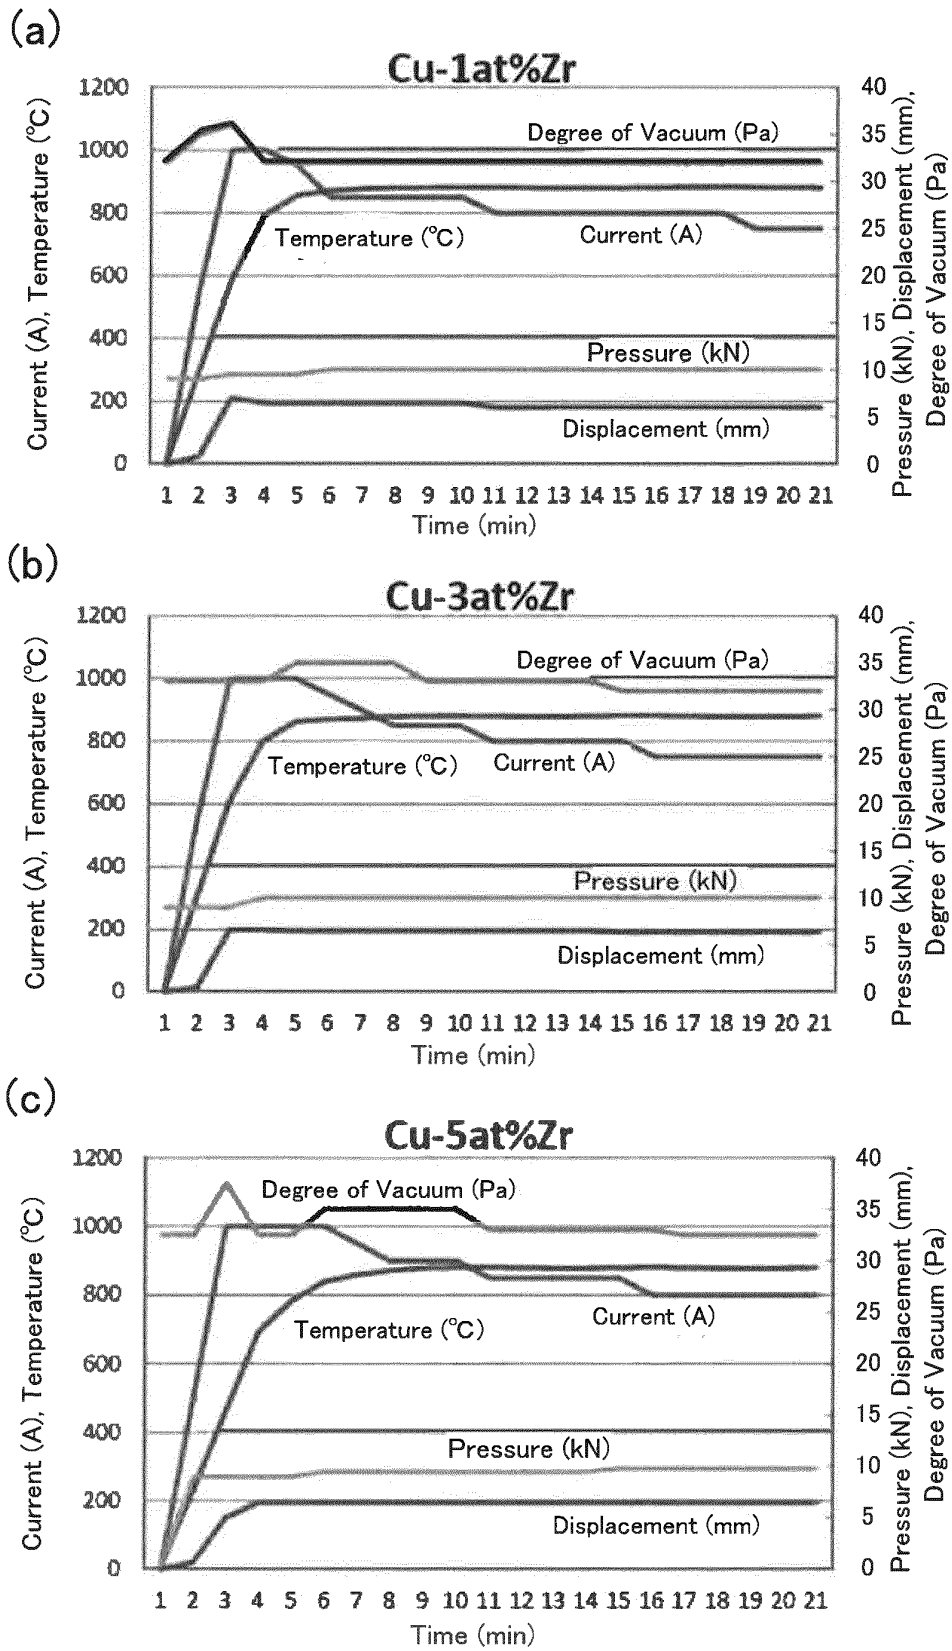 (a)
Cu-1at%Zr
Current (A), Temperature (℃)
1200
1000
800
600
400
200
0
40
35
30
25
20
15
10
5
0
Pressure (kN), Displacement (mm),
Degree of Vacuum (Pa)
Degree of Vacuum (Pa)
Temperature (℃)
Current (A)
Pressure (kN)
Displacement (mm)
1 2 3 4 5 6 7 8 9 10 11 12 13 14 15 16 17 18 19 20 21
Time (min)
(b)
Cu-3at%Zr
Current (A), Temperature (℃)
1200
1000
800
600
400
200
0
40
35
30
25
20
15
10
5
0
Pressure (kN), Displacement (mm),
Degree of Vacuum (Pa)
Degree of Vacuum (Pa)
Temperature (℃)
Current (A)
Pressure (kN)
Displacement (mm)
1 2 3 4 5 6 7 8 9 10 11 12 13 14 15 16 17 18 19 20 21
Time (min)
(c)
Cu-5at%Zr
Current (A), Temperature (℃)
1200
1000
800
600
400
200
0
40
35
30
25
20
15
10
5
0
Pressure (kN), Displacement (mm),
Degree of Vacuum (Pa)
Degree of Vacuum (Pa)
Temperature (℃)
Current (A)
Pressure (kN)
Displacement (mm)
1 2 3 4 5 6 7 8 9 10 11 12 13 14 15 16 17 18 19 20 21
Time (min)